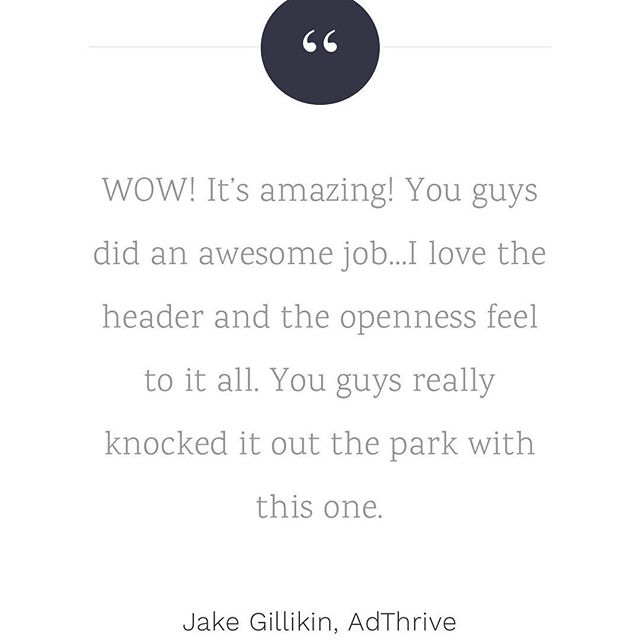 “
WOW! It’s amazing! You guys
did an awesome job...I love the
header and the openness feel
to it all. You guys really
knocked it out the park with
this one.
Jake Gillikin, AdThrive